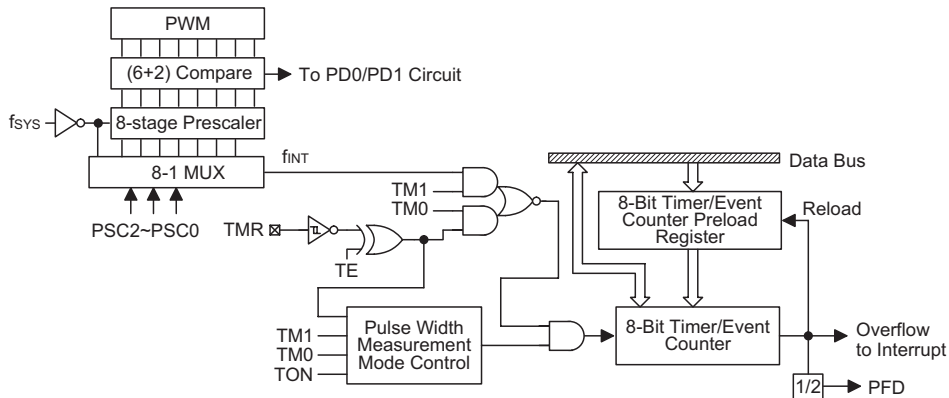 PWM
(6+2) Compare
To PD0/PD1 Circuit
fSYS
8-stage Prescaler
8-1 MUX
fINT
PSC2~PSC0
TM1
TM0
TMR
TE
Data Bus
8-Bit Timer/Event
Counter Preload
Register
Reload
TM1
TM0
TON
Pulse Width
Measurement
Mode Control
8-Bit Timer/Event
Counter
Overflow
to Interrupt
1/2
PFD